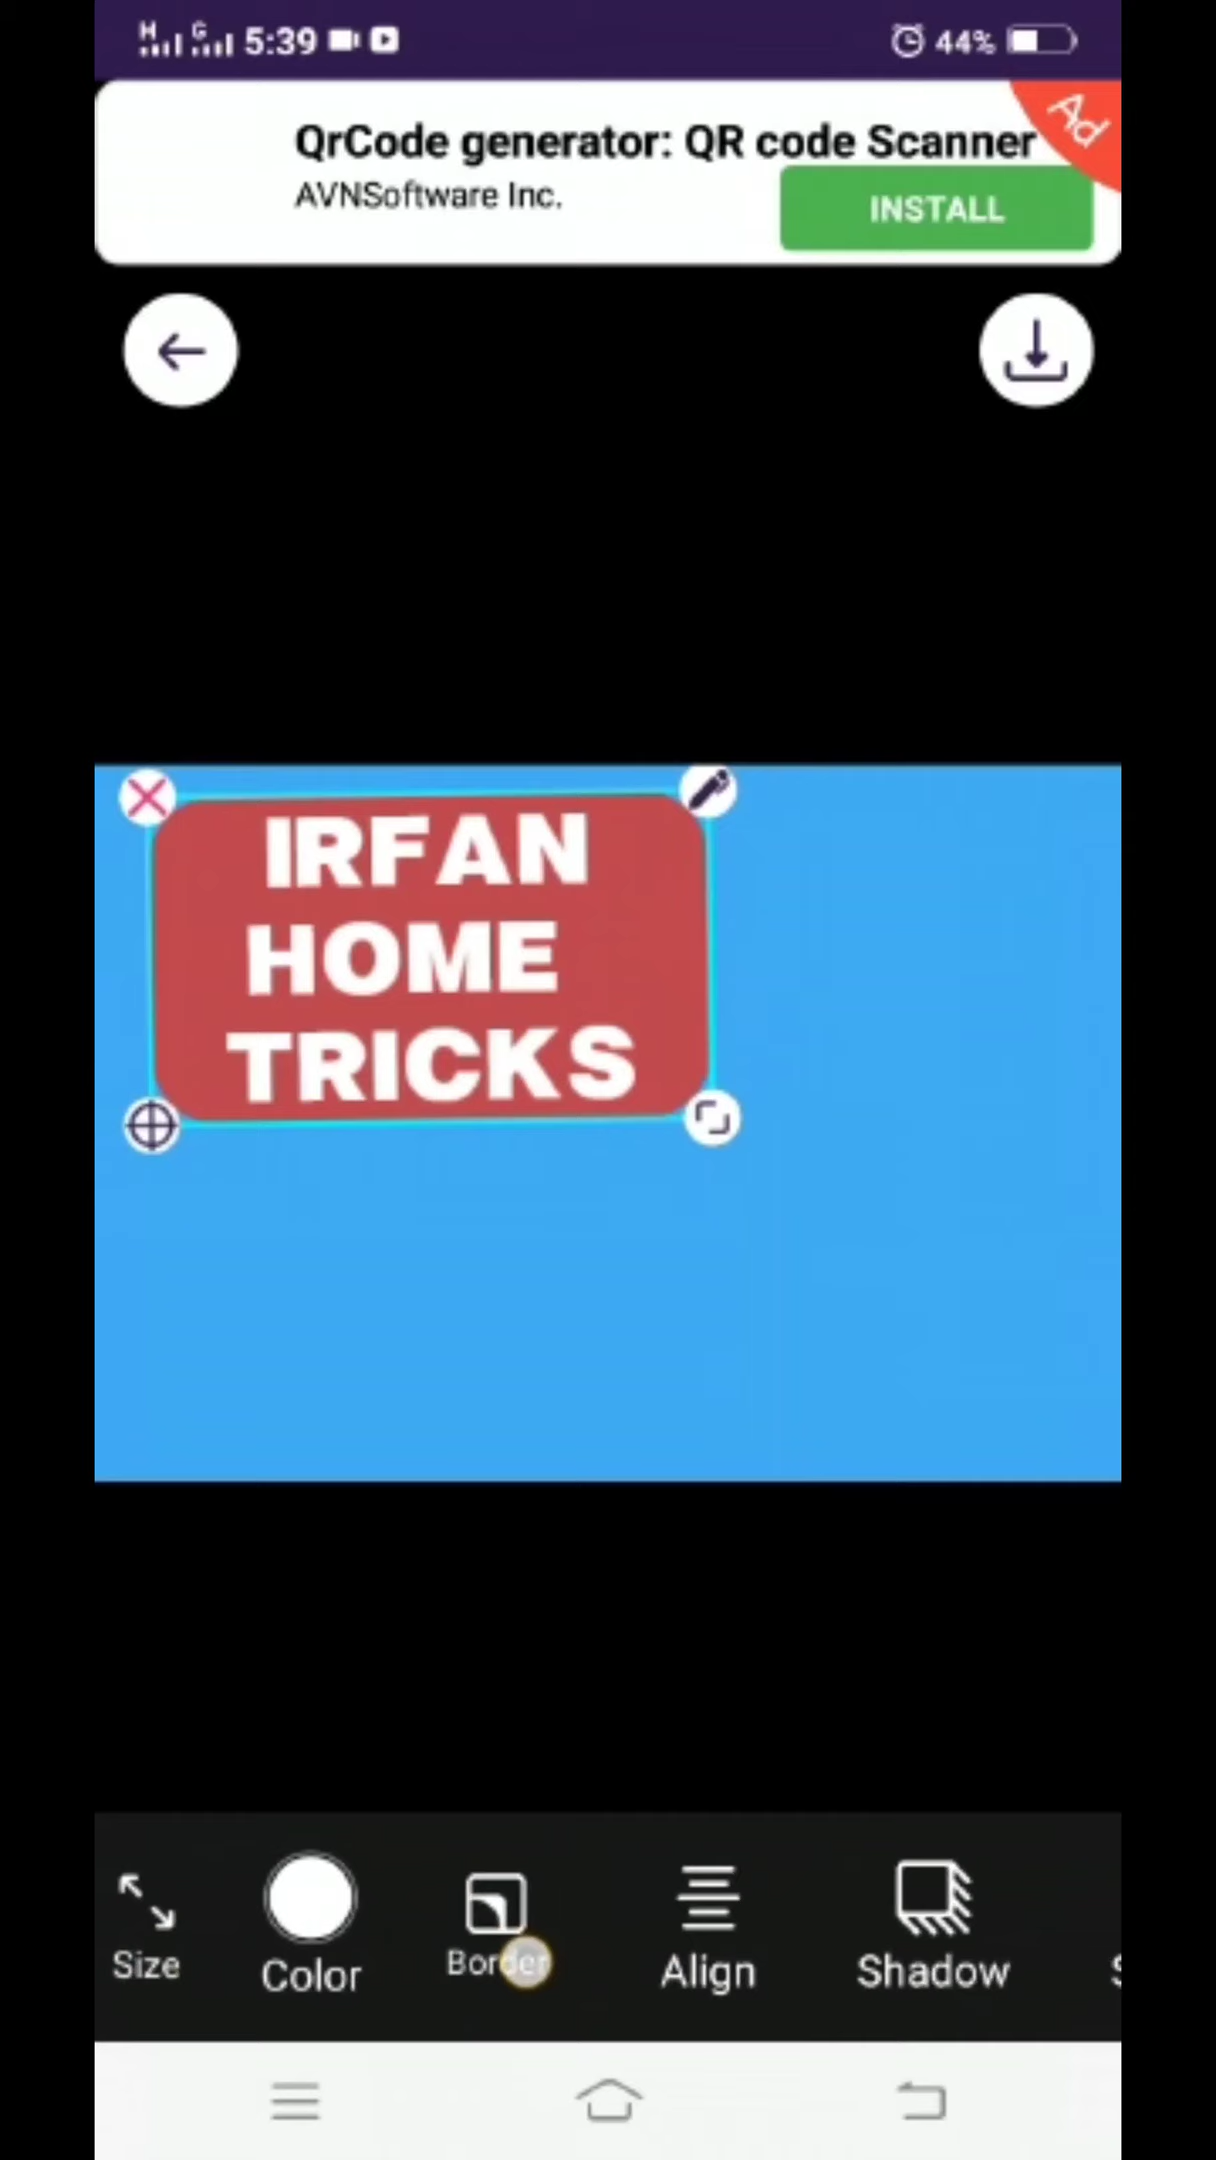 H G 5:39 44%
QrCode generator: QR code Scanner
Ad
AVNSoftware Inc.
INSTALL
IRFAN
HOME
TRICKS
Size Color Border Align Shadow